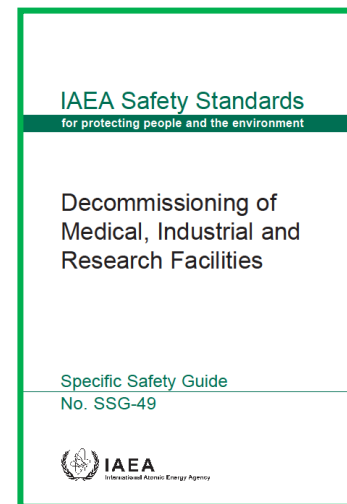 IAEA Safety Standards
for protecting people and the environment
Decommissioning of
Medical, Industrial and
Research Facilities
Specific Safety Guide
No. SSG-49
IAEA
International Atomic Energy Agency